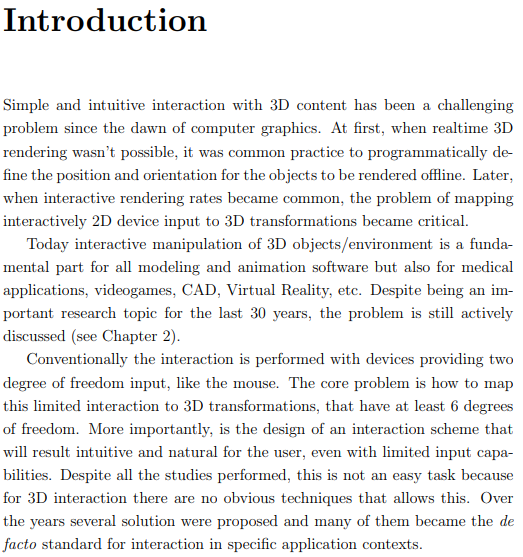 Introduction
Simple and intuitive interaction with 3D content has been a challenging
problem since the dawn of computer graphics. At first, when realtime 3D
rendering wasn't possible, it was common practice to programmatically de-
fine the position and orientation for the objects to be rendered offline. Later,
when interactive rendering rates became common, the problem of mapping
interactively 2D device input to 3D transformations became critical.
Today interactive manipulation of 3D objects/environment is a funda-
mental part for all modeling and animation software but also for medical
applications, videogames, CAD, Virtual Reality, etc. Despite being an im-
portant research topic for the last 30 years, the problem is still actively
discussed (see Chapter 2).
Conventionally the interaction is performed with devices providing two
degree of freedom input, like the mouse. The core problem is how to map
this limited interaction to 3D transformations, that have at least 6 degrees
of freedom. More importantly, is the design of an interaction scheme that
will result intuitive and natural for the user, even with limited input capa-
bilities. Despite all the studies performed, this is not an easy task because
for 3D interaction there are no obvious techniques that allows this. Over
the years several solution were proposed and many of them became the de
facto standard for interaction in specific application contexts.